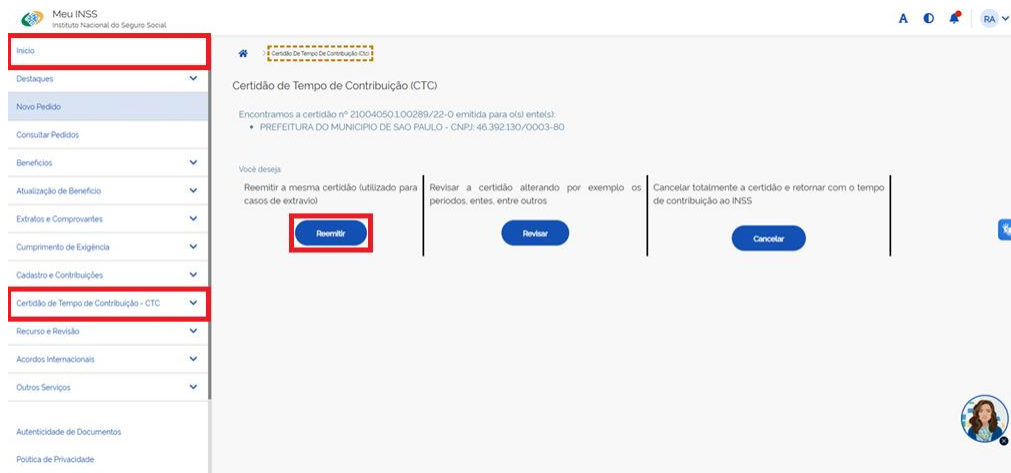 Meu INSS
Instituto Nacional do Seguro Social
A
RA
Início
Destaques
Novo Pedido
Consultar Pedidos
Benefícios
Atualização de Benefício
Extratos e Comprovantes
Cumprimento de Exigência
Cadastro e Contribuições
Certidão de Tempo de Contribuição - CTC
Recurso e Revisão
Acordos Internacionais
Outros Serviços
Autenticidade de Documentos
Política de Privacidade
Certidão De Tempo De Contribuição (Ctc)
Certidão de Tempo de Contribuição (CTC)
Encontramos a certidão nº 21004050.1.00289/22-0 emitida para o(s) ente(s):
• PREFEITURA DO MUNICIPIO DE SAO PAULO - CNPJ: 46.392.130/0003-80
Você deseja:
Reemitir a mesma certidão (utilizado para
casos de extravio)
Reemitir
Revisar a certidão alterando por exemplo os
períodos, entes, entre outros
Revisar
Cancelar totalmente a certidão e retornar com o tempo
de contribuição ao INSS
Cancelar